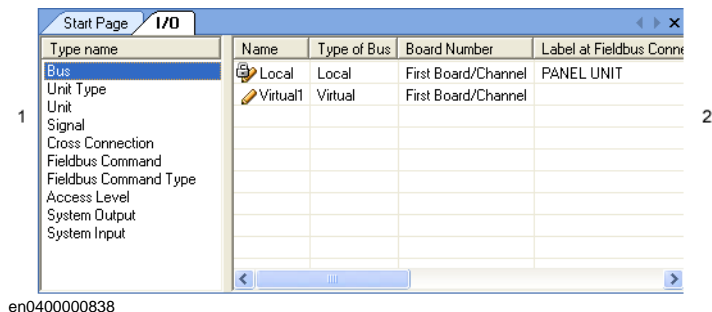 Start Page I/O
Type name
Bus
Unit Type
Unit
Signal
Cross Connection
Fieldbus Command
Fieldbus Command Type
Access Level
System Output
System Input
Name Type of Bus Board Number Label at Fieldbus Conne
Local Local First Board/Channel PANEL UNIT
Virtual1 Virtual First Board/Channel
1
2
en0400000838